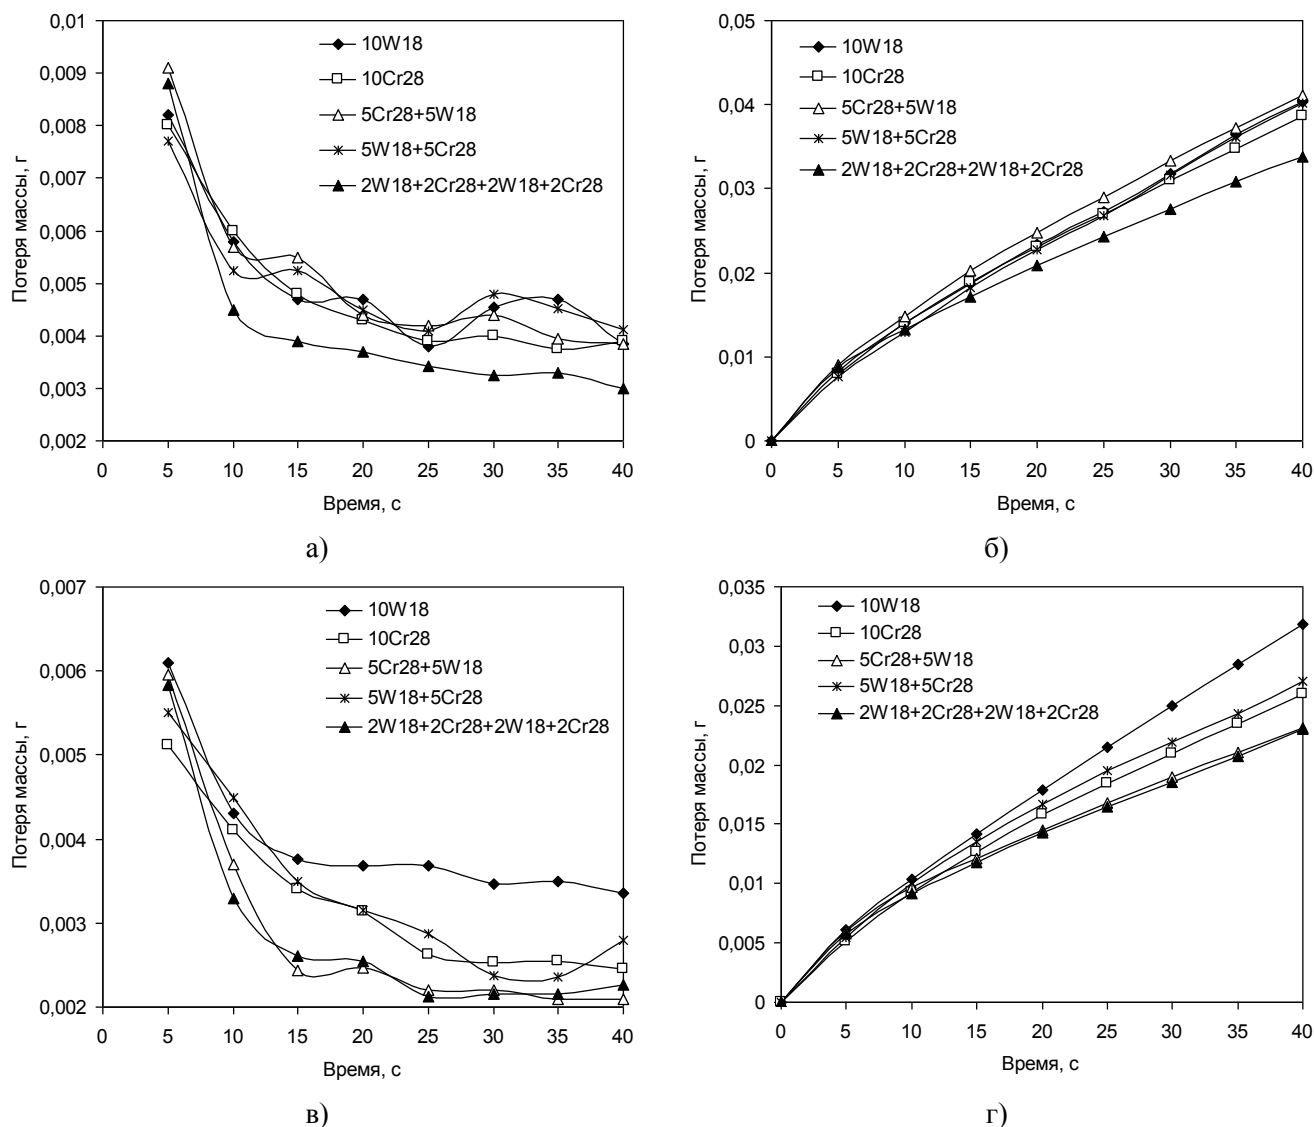 0,01
0,009
0,008
0,007
0,006
0,005
0,004
0,003
0,002
Потеря массы, г
10W18
10Cr28
5Cr28+5W18
5W18+5Cr28
2W18+2Cr28+2W18+2Cr28
0 5 10 15 20 25 30 35 40
Время, с
а)
0,05
0,04
0,03
0,02
0,01
0
Потеря массы, г
10W18
10Cr28
5Cr28+5W18
5W18+5Cr28
2W18+2Cr28+2W18+2Cr28
0 5 10 15 20 25 30 35 40
Время, с
б)
0,007
0,006
0,005
0,004
0,003
0,002
Потеря массы, г
10W18
10Cr28
5Cr28+5W18
5W18+5Cr28
2W18+2Cr28+2W18+2Cr28
0 5 10 15 20 25 30 35 40
Время, с
в)
0,035
0,03
0,025
0,02
0,015
0,01
0,005
0
Потеря массы, г
10W18
10Cr28
5Cr28+5W18
5W18+5Cr28
2W18+2Cr28+2W18+2Cr28
0 5 10 15 20 25 30 35 40
Время, с
г)